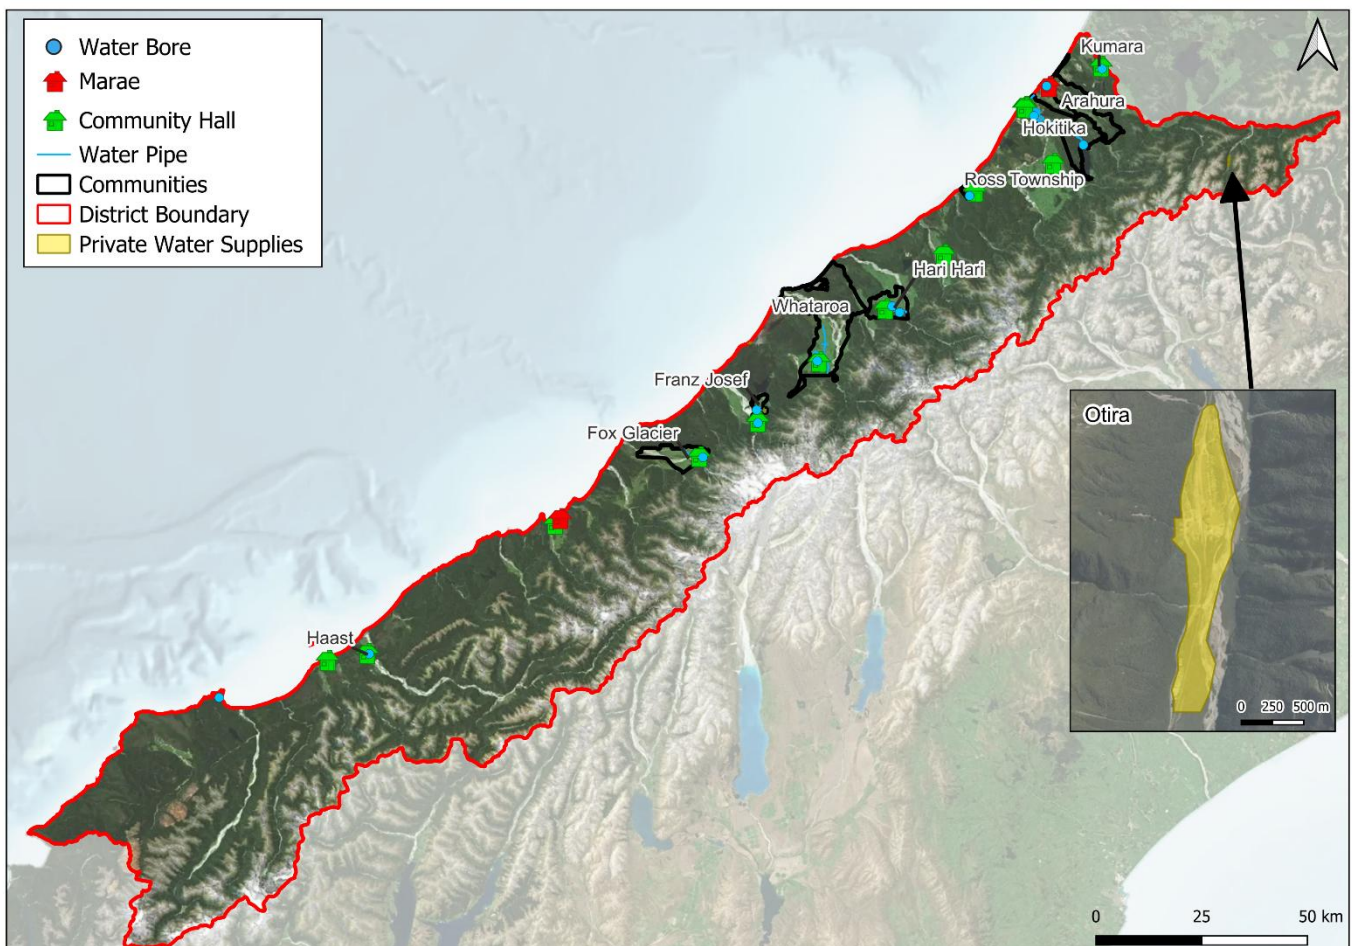 Water Bore
Marae
Community Hall
Water Pipe
Communities
District Boundary
Private Water Supplies
Kumara
Arahura
Hokitika
Ross Township
Hari Hari
Whataroa
Franz Josef
Fox Glacier
Haast
Otira
0 250 500 m
0 25 50 km